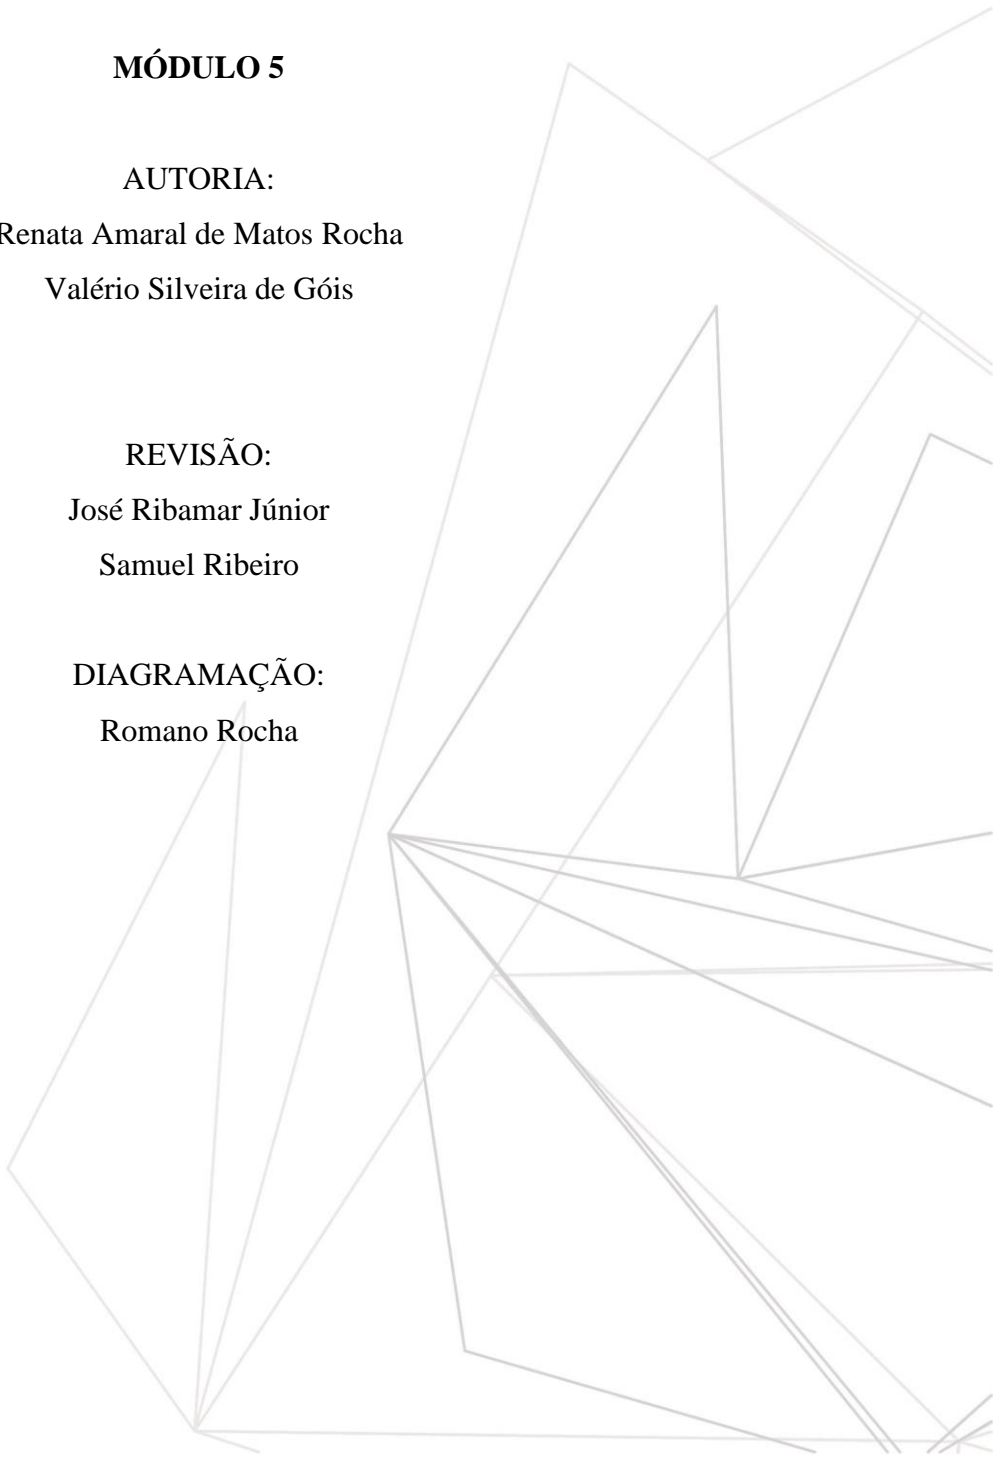 MÓDULO 5
AUTORIA:
Renata Amaral de Matos Rocha
Valério Silveira de Góis
REVISÃO:
José Ribamar Júnior
Samuel Ribeiro
DIAGRAMAÇÃO:
Romano Rocha